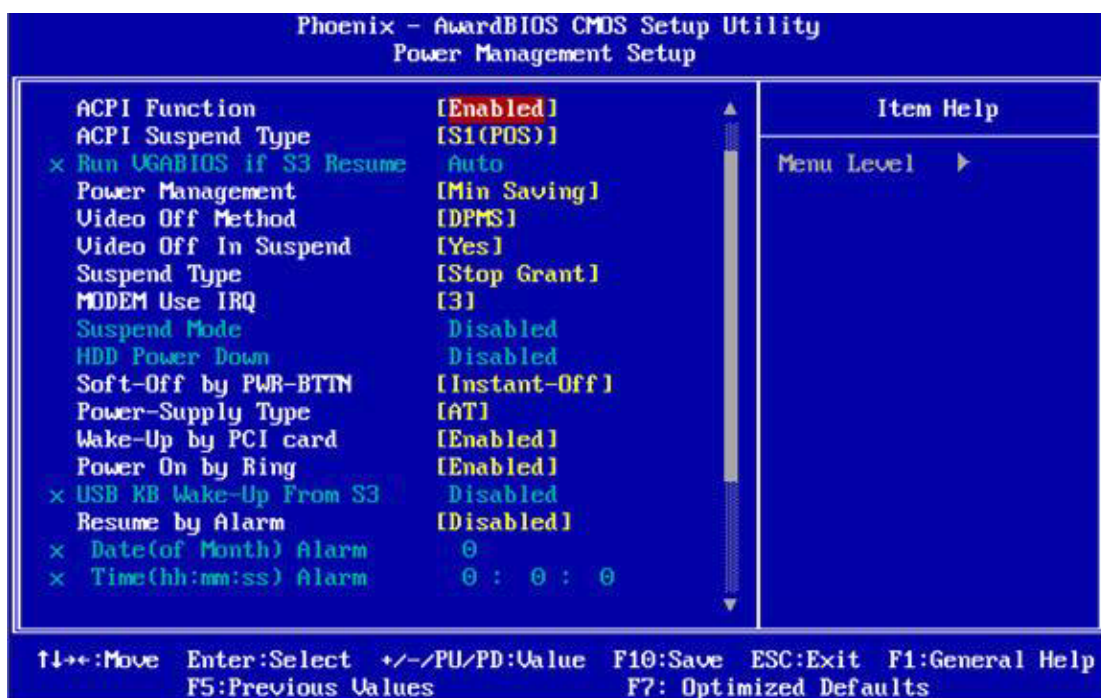 Phoenix - AwardBIOS CMOS Setup Utility
Power Management Setup
ACPI Function [Enabled]
ACPI Suspend Type [S1(POS)]
× Run VGABIOS if S3 Resume Auto
Power Management [Min Saving]
Video Off Method [DPMS]
Video Off In Suspend [Yes]
Suspend Type [Stop Grant]
MODEM Use IRQ [3]
Suspend Mode Disabled
HDD Power Down Disabled
Soft-Off by PWR-BTTN [Instant-Off]
Power-Supply Type [AT]
Wake-Up by PCI card [Enabled]
Power On by Ring [Enabled]
× USB KB Wake-Up From S3 Disabled
Resume by Alarm [Disabled]
× Date(of Month) Alarm 0
× Time(hh:mm:ss) Alarm 0 : 0 : 0
Item Help
Menu Level ▶
↑↓→←:Move Enter:Select +/-/PU/PD:Value F10:Save ESC:Exit F1:General Help
F5:Previous Values F7: Optimized Defaults